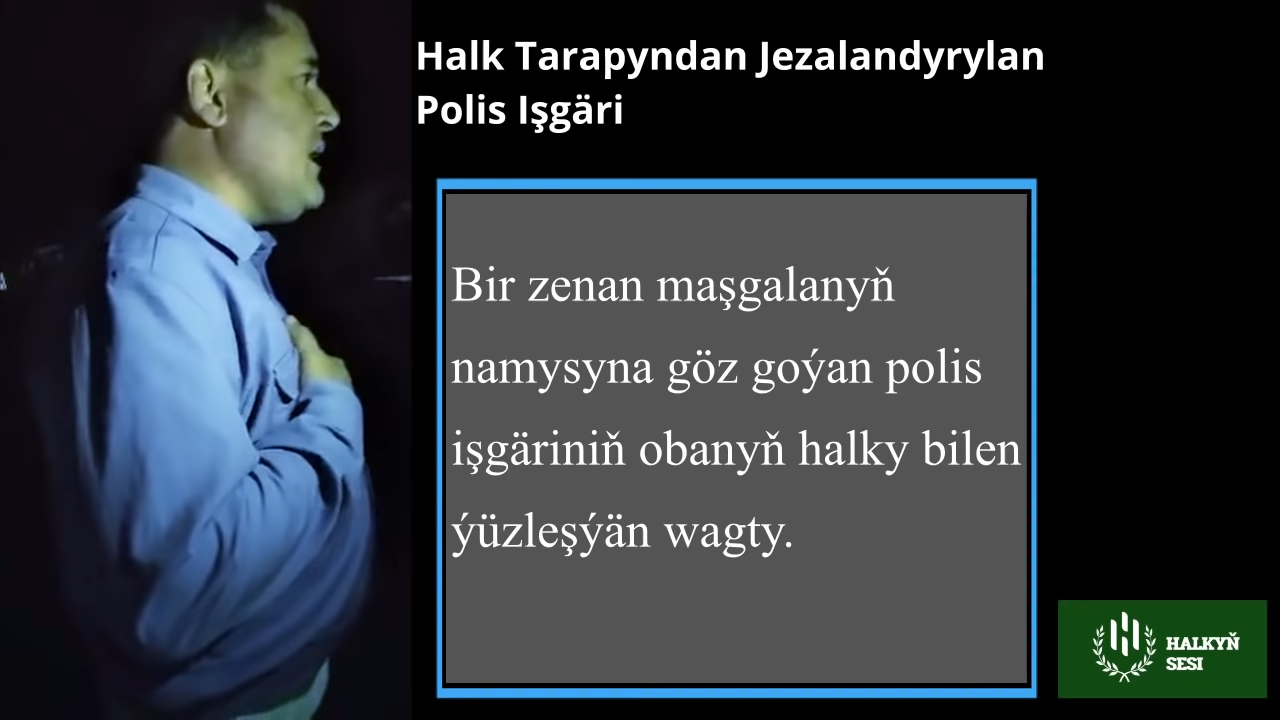 Halk Tarapyndan Jezalandyrylan
Polis Işgäri
Bir zenan maşgalanyň
namysyna göz goýan polis
işgäriniň obanyň halky bilen
ýüzleşýän wagty.
HALKYŇ
SESI